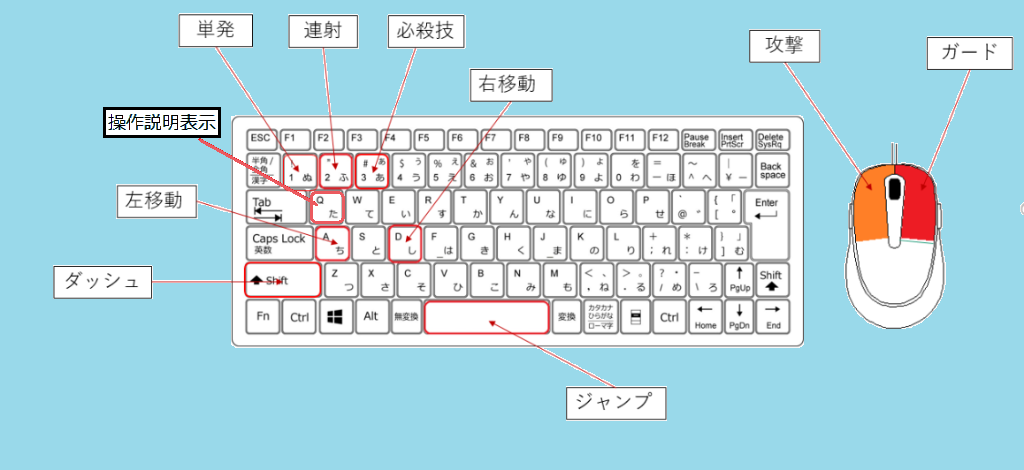 単発
連射
必殺技
攻撃
ガード
右移動
操作説明表示
左移動
ダッシュ
ジャンプ
ESC F1 F2 F3 F4 F5 F6 F7 F8 F9 F10 F11 F12 Pause Break Insert PrtScr Delete SysRq
半角/ 漢字 1 ぬ " 2 ふ # ぁ 3 あ $ ぅ 4 う % ぇ 5 え & ぉ 6 お ' ゃ 7 や ( ゅ 8 ゆ ) ょ 9 よ を 0 わ = ー ほ ～ ^ へ | ¥ ー Back space
Tab Q た W て E い R す T か Y ん U な I に O ら P せ ` @ ゛ { 「 [ ゜ Enter
Caps Lock 英数 A ち S と D し F _は G き H く J _ま K の L り + ; れ * : け } 」 ] む
Shift Z つ X さ C そ V ひ B こ N み M も < 、 , ね > 。 . る ? ・ / め _ \ ろ ↑ PgUp Shift
Fn Ctrl Alt 無変換 変換 カタカナ ひらがな ローマ字 Ctrl ← Home ↓ PgDn → End